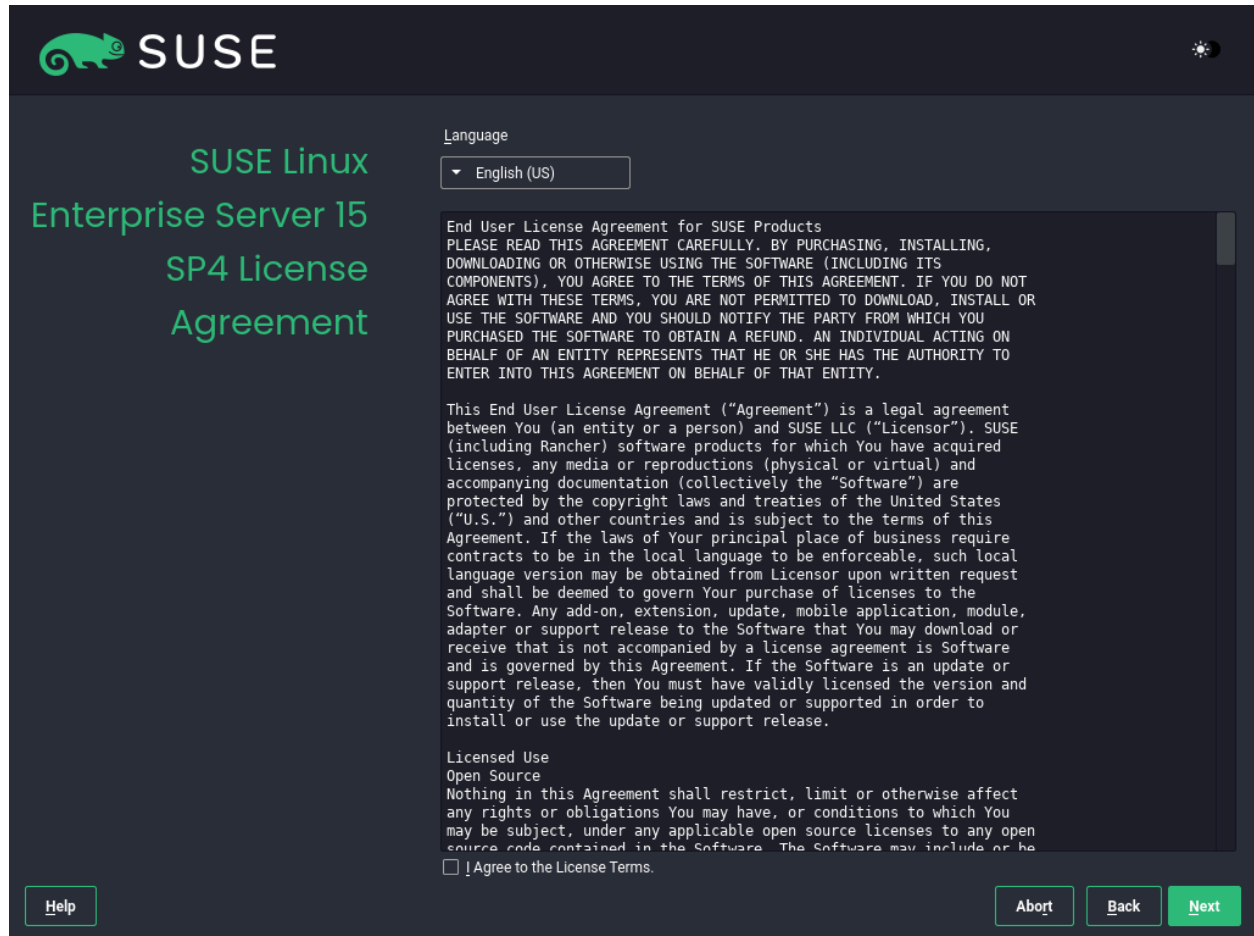 SUSE
SUSE Linux
Enterprise Server 15
SP4 License
Agreement
Language
English (US)
End User License Agreement for SUSE Products
PLEASE READ THIS AGREEMENT CAREFULLY. BY PURCHASING, INSTALLING,
DOWNLOADING OR OTHERWISE USING THE SOFTWARE (INCLUDING ITS
COMPONENTS), YOU AGREE TO THE TERMS OF THIS AGREEMENT. IF YOU DO NOT
AGREE WITH THESE TERMS, YOU ARE NOT PERMITTED TO DOWNLOAD, INSTALL OR
USE THE SOFTWARE AND YOU SHOULD NOTIFY THE PARTY FROM WHICH YOU
PURCHASED THE SOFTWARE TO OBTAIN A REFUND. AN INDIVIDUAL ACTING ON
BEHALF OF AN ENTITY REPRESENTS THAT HE OR SHE HAS THE AUTHORITY TO
ENTER INTO THIS AGREEMENT ON BEHALF OF THAT ENTITY.
This End User License Agreement (“Agreement”) is a legal agreement
between You (an entity or a person) and SUSE LLC (“Licensor”). SUSE
(including Rancher) software products for which You have acquired
licenses, any media or reproductions (physical or virtual) and
accompanying documentation (collectively the “Software”) are
protected by the copyright laws and treaties of the United States
(“U.S.”) and other countries and is subject to the terms of this
Agreement. If the laws of Your principal place of business require
contracts to be in the local language to be enforceable, such local
language version may be obtained from Licensor upon written request
and shall be deemed to govern Your purchase of licenses to the
Software. Any add-on, extension, update, mobile application, module,
adapter or support release to the Software that You may download or
receive that is not accompanied by a license agreement is Software
and is governed by this Agreement. If the Software is an update or
support release, then You must have validly licensed the version and
quantity of the Software being updated or supported in order to
install or use the update or support release.
Licensed Use
Open Source
Nothing in this Agreement shall restrict, limit or otherwise affect
any rights or obligations You may have, or conditions to which You
may be subject, under any applicable open source licenses to any open
source code contained in the Software. The Software may include or be
I Agree to the License Terms.
Help
Abort
Back
Next